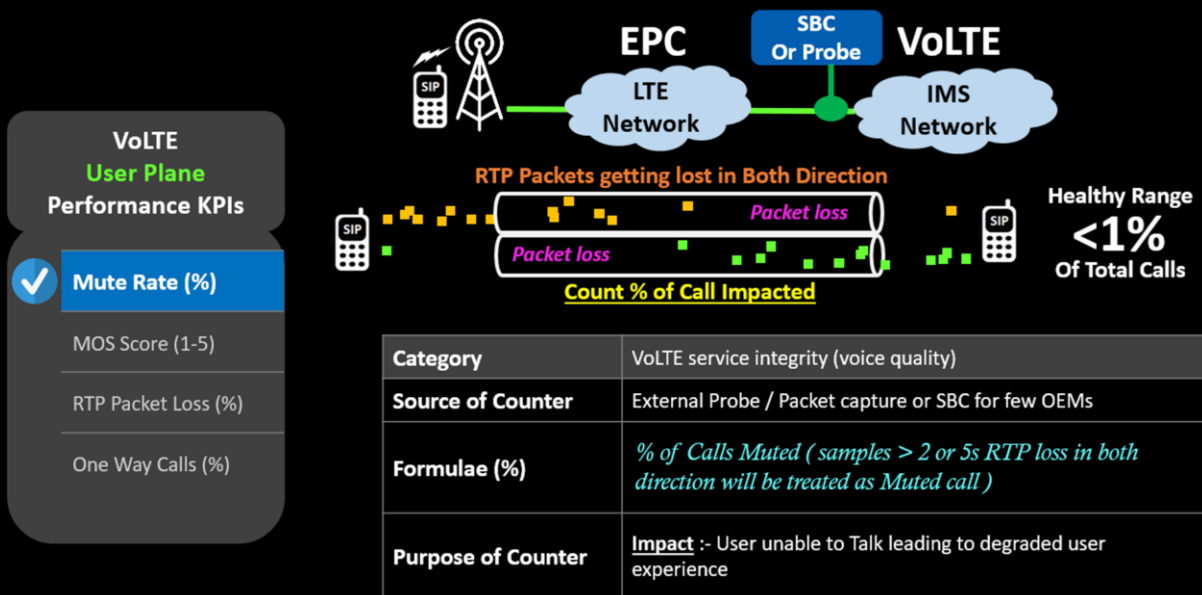 SBC
Or Probe
EPC
VoLTE
SIP
LTE
Network
IMS
Network
VoLTE
User Plane
Performance KPIs
Mute Rate (%)
MOS Score (1-5)
RTP Packet Loss (%)
One Way Calls (%)
RTP Packets getting lost in Both Direction
Packet loss
SIP
SIP
Packet loss
Count % of Call Impacted
Healthy Range
<1%
Of Total Calls
Category
VoLTE service integrity (voice quality)
Source of Counter
External Probe / Packet capture or SBC for few OEMs
Formulae (%)
% of Calls Muted ( samples > 2 or 5s RTP loss in both
direction will be treated as Muted call )
Purpose of Counter
Impact :- User unable to Talk leading to degraded user
experience